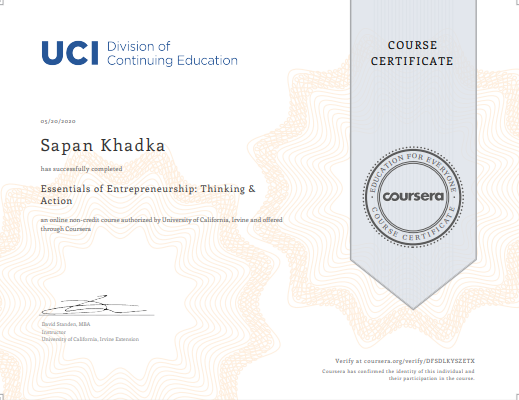 UCI Division of
Continuing Education
COURSE
CERTIFICATE
05/20/2020
Sapan Khadka
has successfully completed
Essentials of Entrepreneurship: Thinking &
Action
an online non-credit course authorized by University of California, Irvine and offered
through Coursera
EDUCATION FOR EVERYONE
coursera
COURSE CERTIFICATE
David Standen, MBA
Instructor
University of California, Irvine Extension
Verify at coursera.org/verify/DFSDLKYSZETX
Coursera has confirmed the identity of this individual and
their participation in the course.